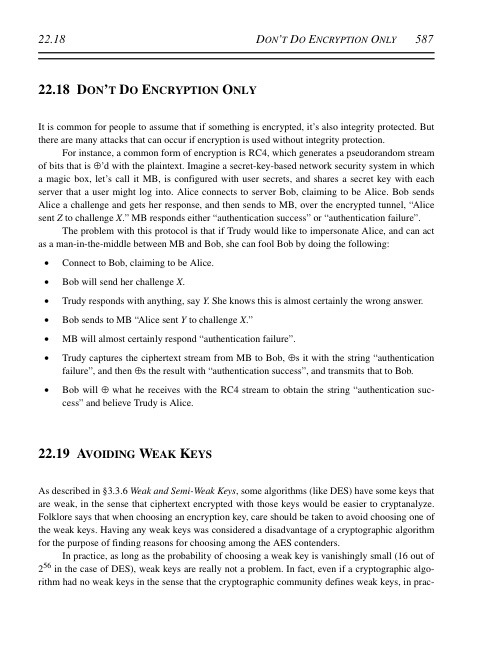 22.18 DON'T DO ENCRYPTION ONLY 587
22.18 DON'T DO ENCRYPTION ONLY
It is common for people to assume that if something is encrypted, it's also integrity protected. But
there are many attacks that can occur if encryption is used without integrity protection.
For instance, a common form of encryption is RC4, which generates a pseudorandom stream
of bits that is ⊕'d with the plaintext. Imagine a secret-key-based network security system in which
a magic box, let's call it MB, is configured with user secrets, and shares a secret key with each
server that a user might log into. Alice connects to server Bob, claiming to be Alice. Bob sends
Alice a challenge and gets her response, and then sends to MB, over the encrypted tunnel, "Alice
sent Z to challenge X." MB responds either "authentication success" or "authentication failure".
The problem with this protocol is that if Trudy would like to impersonate Alice, and can act
as a man-in-the-middle between MB and Bob, she can fool Bob by doing the following:
• Connect to Bob, claiming to be Alice.
• Bob will send her challenge X.
• Trudy responds with anything, say Y. She knows this is almost certainly the wrong answer.
• Bob sends to MB "Alice sent Y to challenge X."
• MB will almost certainly respond "authentication failure".
• Trudy captures the ciphertext stream from MB to Bob, ⊕s it with the string "authentication
failure", and then ⊕s the result with "authentication success", and transmits that to Bob.
• Bob will ⊕ what he receives with the RC4 stream to obtain the string "authentication suc-
cess" and believe Trudy is Alice.
22.19 AVOIDING WEAK KEYS
As described in §3.3.6 Weak and Semi-Weak Keys, some algorithms (like DES) have some keys that
are weak, in the sense that ciphertext encrypted with those keys would be easier to cryptanalyze.
Folklore says that when choosing an encryption key, care should be taken to avoid choosing one of
the weak keys. Having any weak keys was considered a disadvantage of a cryptographic algorithm
for the purpose of finding reasons for choosing among the AES contenders.
In practice, as long as the probability of choosing a weak key is vanishingly small (16 out of
2⁵⁶ in the case of DES), weak keys are really not a problem. In fact, even if a cryptographic algo-
rithm had no weak keys in the sense that the cryptographic community defines weak keys, in prac-